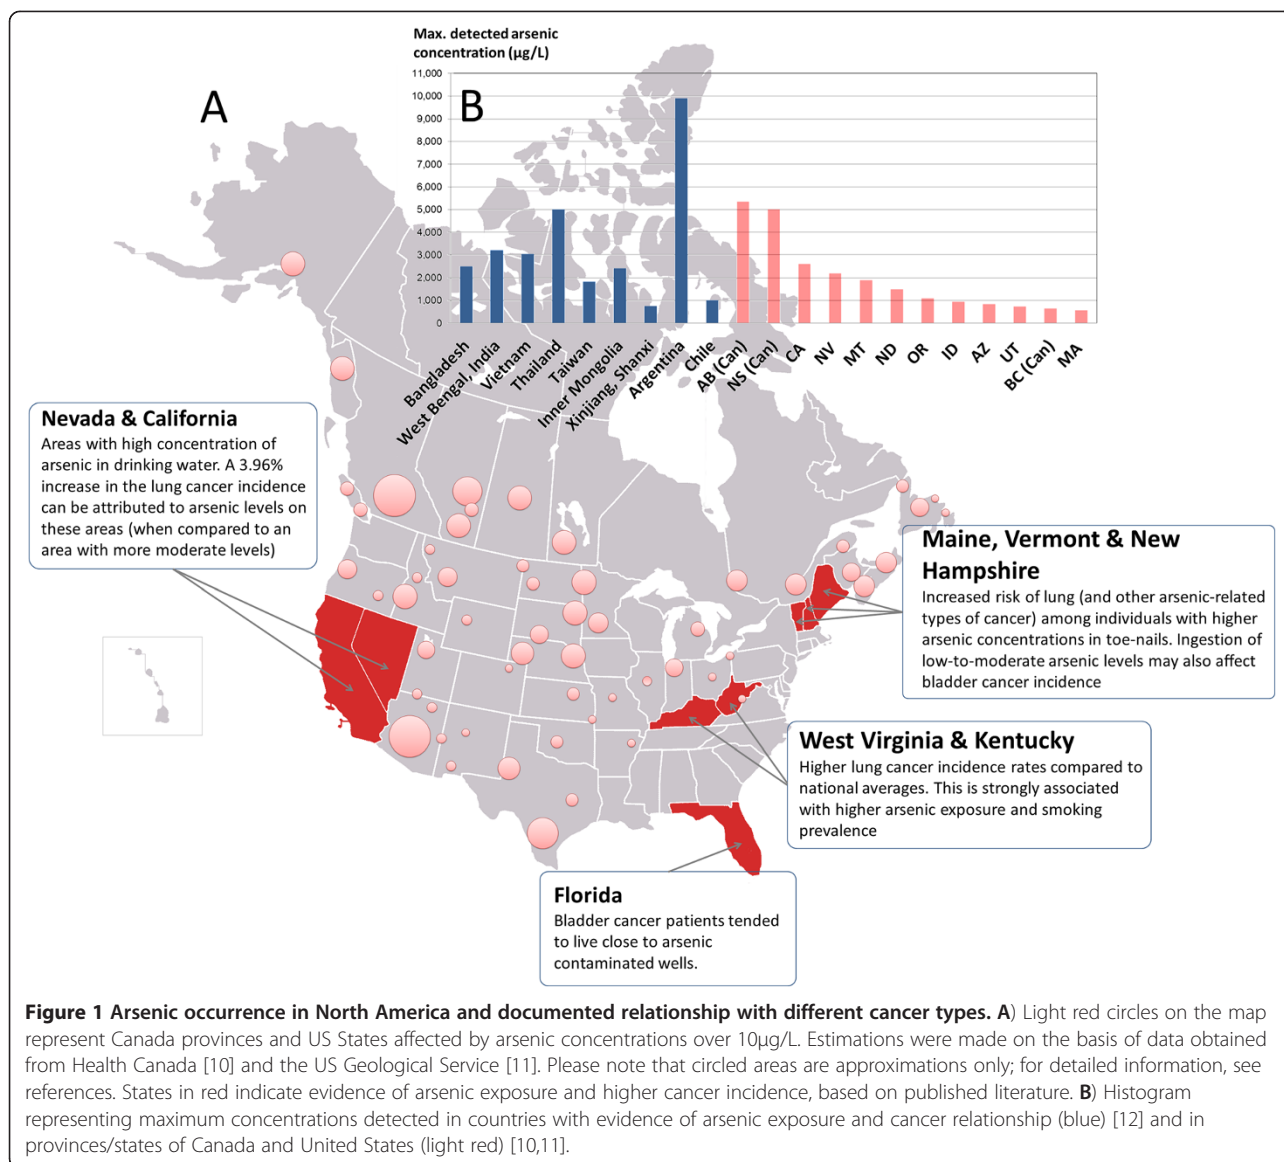 Max. detected arsenic
concentration (µg/L)
A
B
11,000
10,000
9,000
8,000
7,000
6,000
5,000
4,000
3.000
2.000
1,000
0
Bangladesh
West Bengal, India
Vietnam
Thailand
Taiwan
Inner Mongolia
Xinjiang, Shanxi
Argentina
Chile
AB (Can)
NS (Can)
CA
NV
MT
ND
OR
ID
AZ
UT
BC (Can)
MA
Nevada & California
Areas with high concentration of
arsenic in drinking water. A 3.96%
increase in the lung cancer incidence
can be attributed to arsenic levels on
these areas (when compared to an
area with more moderate levels)
Maine, Vermont & New
Hampshire
Increased risk of lung (and other arsenic-related
types of cancer) among individuals with higher
arsenic concentrations in toe-nails. Ingestion of
low-to-moderate arsenic levels may also affect
bladder cancer incidence
West Virginia & Kentucky
Higher lung cancer incidence rates compared to
national averages. This is strongly associated
with higher arsenic exposure and smoking
prevalence
Florida
Bladder cancer patients tended
to live close to arsenic
contaminated wells.
Figure 1 Arsenic occurrence in North America and documented relationship with different cancer types. A) Light red circles on the map
represent Canada provinces and US States affected by arsenic concentrations over 10µg/L. Estimations were made on the basis of data obtained
from Health Canada [10] and the US Geological Service [11]. Please note that circled areas are approximations only; for detailed information, see
references. States in red indicate evidence of arsenic exposure and higher cancer incidence, based on published literature. B) Histogram
representing maximum concentrations detected in countries with evidence of arsenic exposure and cancer relationship (blue) [12] and in
provinces/states of Canada and United States (light red) [10,11].